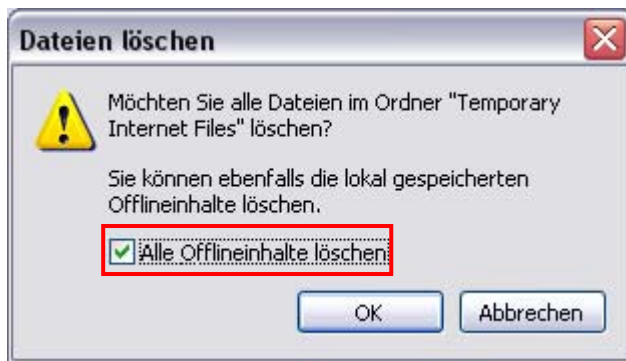 Dateien löschen
Möchten Sie alle Dateien im Ordner "Temporary
Internet Files" löschen?
Sie können ebenfalls die lokal gespeicherten
Offlineinhalte löschen.
Alle Offlineinhalte löschen
OK
Abbrechen